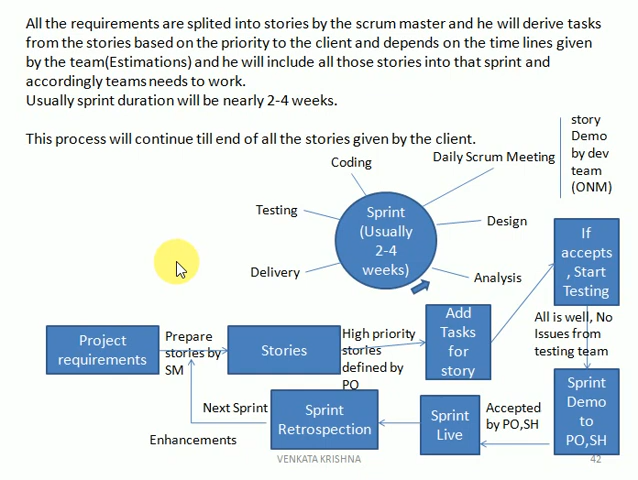 All the requirements are splited into stories by the scrum master and he will derive tasks
from the stories based on the priority to the client and depends on the time lines given
by the team(Estimations) and he will include all those stories into that sprint and
accordingly teams needs to work.
Usually sprint duration will be nearly 2-4 weeks.
This process will continue till end of all the stories given by the client.
story
Demo
by dev
team
(ONM)
Coding
Daily Scrum Meeting
Testing
Sprint
(Usually
2-4
weeks)
Design
Delivery
Analysis
If
accepts
, Start
Testing
Project
requirements
Prepare
stories by
SM
Stories
High priority
stories
defined by
PO
Add
Tasks
for
story
All is well, No
Issues from
testing team
Next Sprint
Enhancements
Sprint
Retrospection
Sprint
Live
Accepted
by PO,SH
Sprint
Demo
to
PO,SH
VENKATA KRISHNA
42